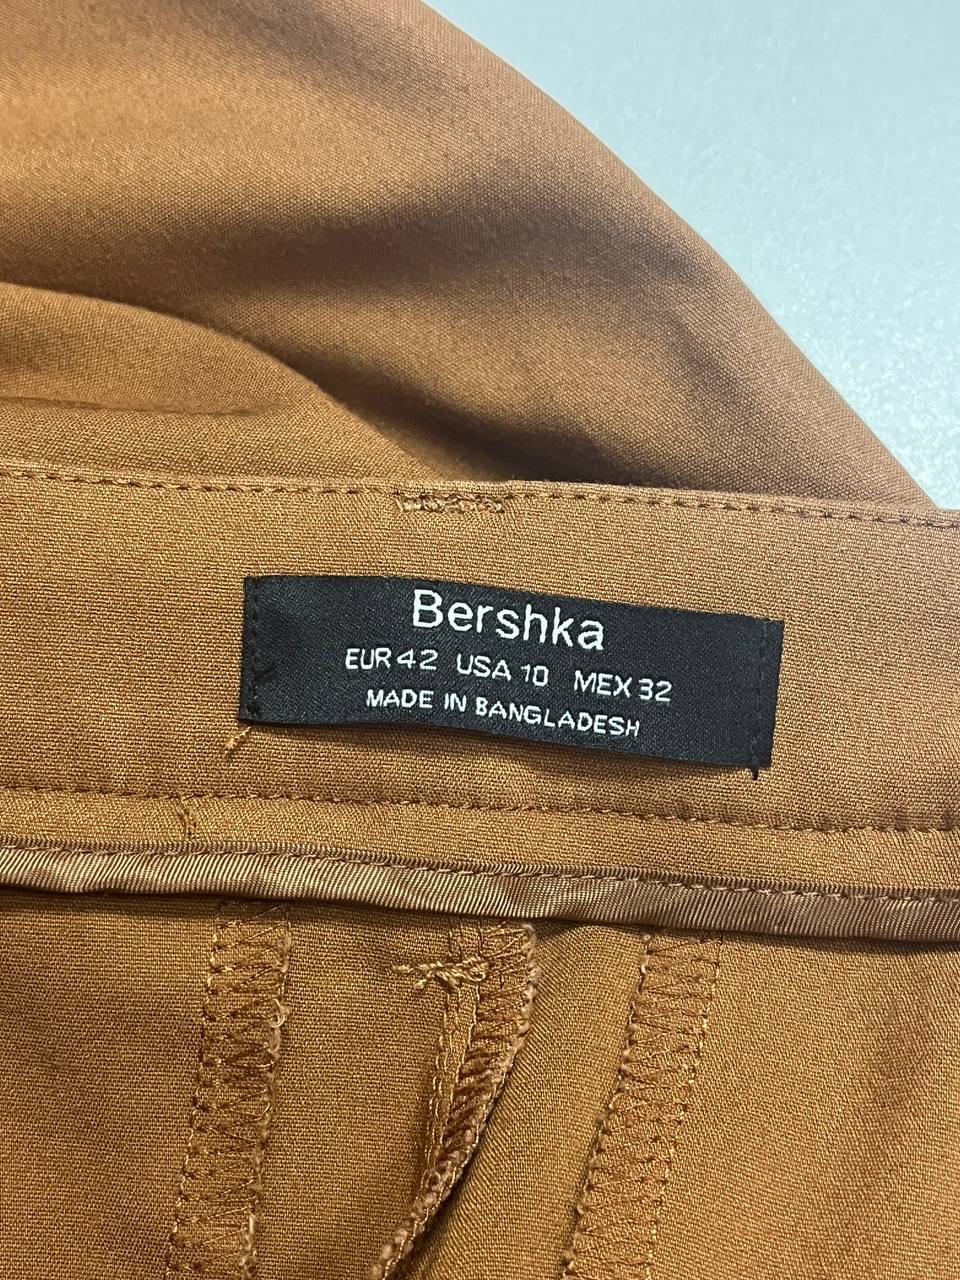 Bershka
EUR 42 USA 10 MEX 32
MADE IN BANGLADESH